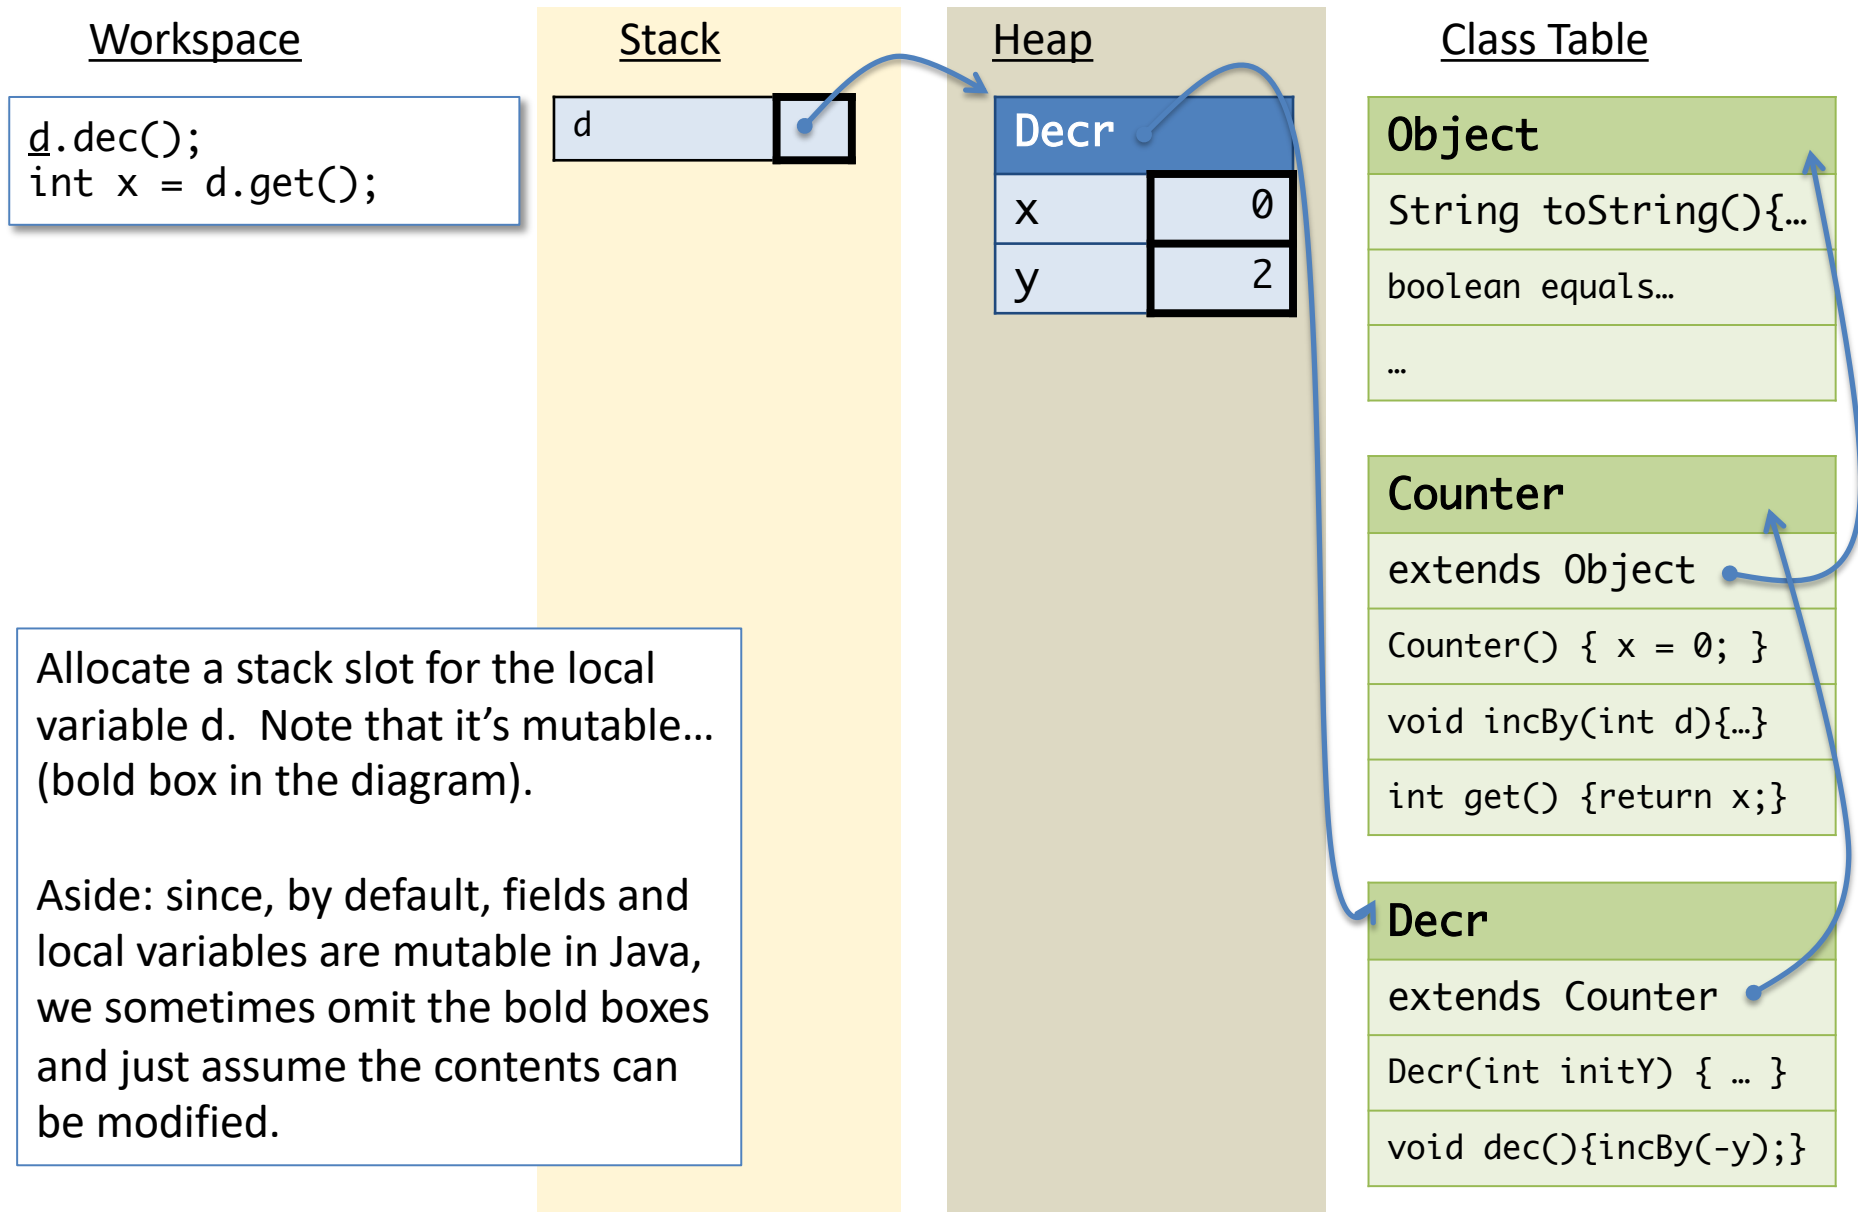 Workspace
Stack
Heap
Class Table
d.dec();
int x = d.get();
d
Decr
x 0
y 2
Object
String toString(){…
boolean equals…
…
Counter
extends Object
Counter() { x = 0; }
void incBy(int d){…}
int get() {return x;}
Decr
extends Counter
Decr(int initY) { … }
void dec(){incBy(-y);}
Allocate a stack slot for the local
variable d.  Note that it’s mutable…
(bold box in the diagram).
Aside: since, by default, fields and
local variables are mutable in Java,
we sometimes omit the bold boxes
and just assume the contents can
be modified.